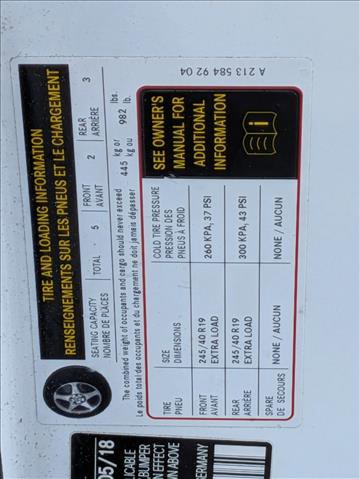 TIRE AND LOADING INFORMATION
RENSEIGNEMENTS SUR LES PNEUS ET LE CHARGEMENT
SEATING CAPACITY
NOMBRE DE PLACES
TOTAL 5
FRONT
AVANT
2
REAR
ARRIÈRE
3
The combined weight of occupants and cargo should never exceed
Le poids total des occupants et du chargement ne doit jamais dépasser
445 kg or
kg ou
982 lbs.
lb.
TIRE
PNEU
SIZE
DIMENSIONS
COLD TIRE PRESSURE
PRESSION DES
PNEUS À FROID
FRONT
AVANT
245/40 R19
EXTRA LOAD
260 KPA, 37 PSI
REAR
ARRIÈRE
245/40 R19
EXTRA LOAD
300 KPA, 43 PSI
SPARE
DE SECOURS
NONE / AUCUN
NONE / AUCUN
SEE OWNER'S
MANUAL FOR
ADDITIONAL
INFORMATION
A 213 584 92 04
05/18
LICABLE
BUMPER
N EFFECT
N ABOVE
GERMANY